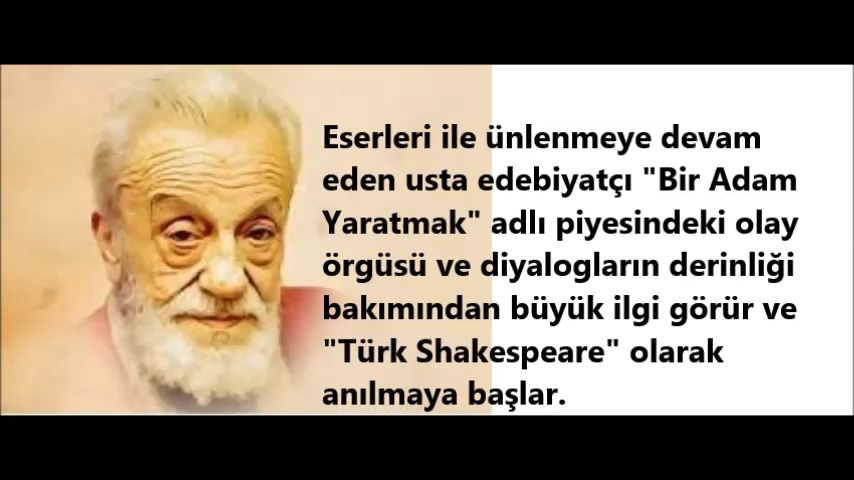 Eserleri ile ünlenmeye devam
eden usta edebiyatçı "Bir Adam
Yaratmak" adlı piyesindeki olay
örgüsü ve diyalogların derinliği
bakımından büyük ilgi görür ve
"Türk Shakespeare" olarak
anılmaya başlar.